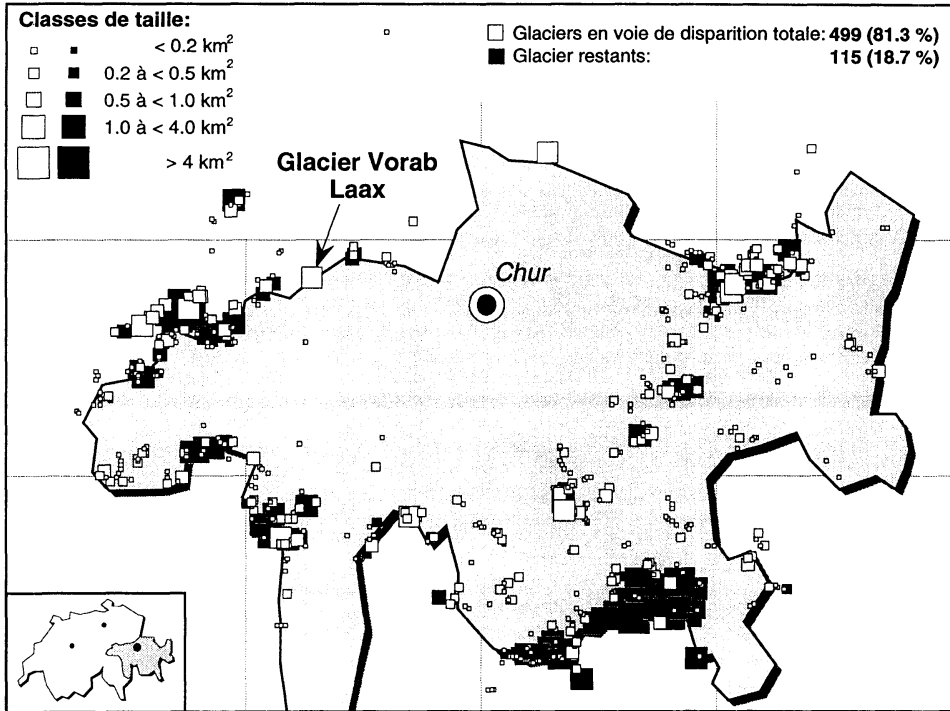 Classes de taille:
< 0.2 km²
0.2 à < 0.5 km²
0.5 à < 1.0 km²
1.0 à < 4.0 km²
> 4 km²
Glaciers en voie de disparition totale: 499 (81.3 %)
Glacier restants: 115 (18.7 %)
Glacier Vorab
Laax
Chur